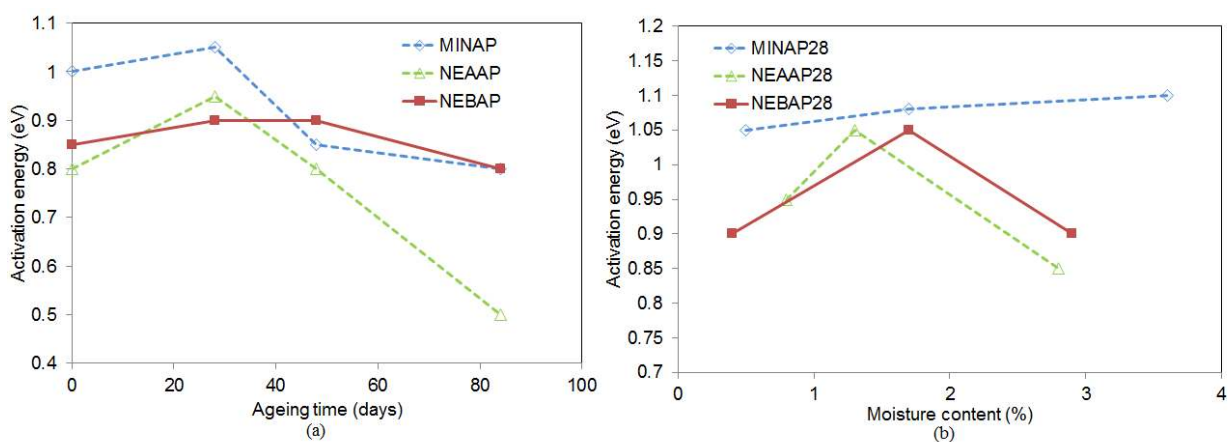 1.1
1
0.9
0.8
0.7
0.6
0.5
0.4
Activation energy (eV)
MINAP
NEAAP
NEBAP
0 20 40 60 80 100
Ageing time (days)
(a)
1.2
1.15
1.1
1.05
1
0.95
0.9
0.85
0.8
0.75
0.7
Activation energy (eV)
MINAP28
NEAAP28
NEBAP28
0 1 2 3 4
Moisture content (%)
(b)